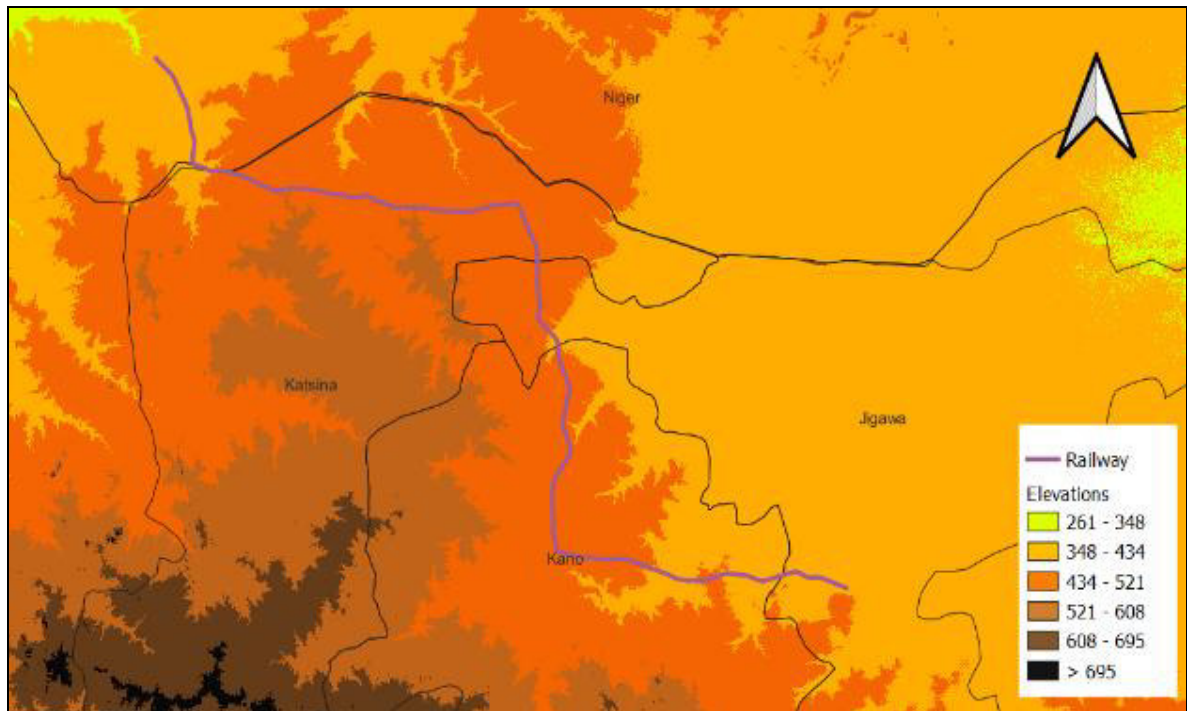 Niger
Katsina
Jigawa
Kano
Railway
Elevations
261 - 348
348 - 434
434 - 521
521 - 608
608 - 695
> 695